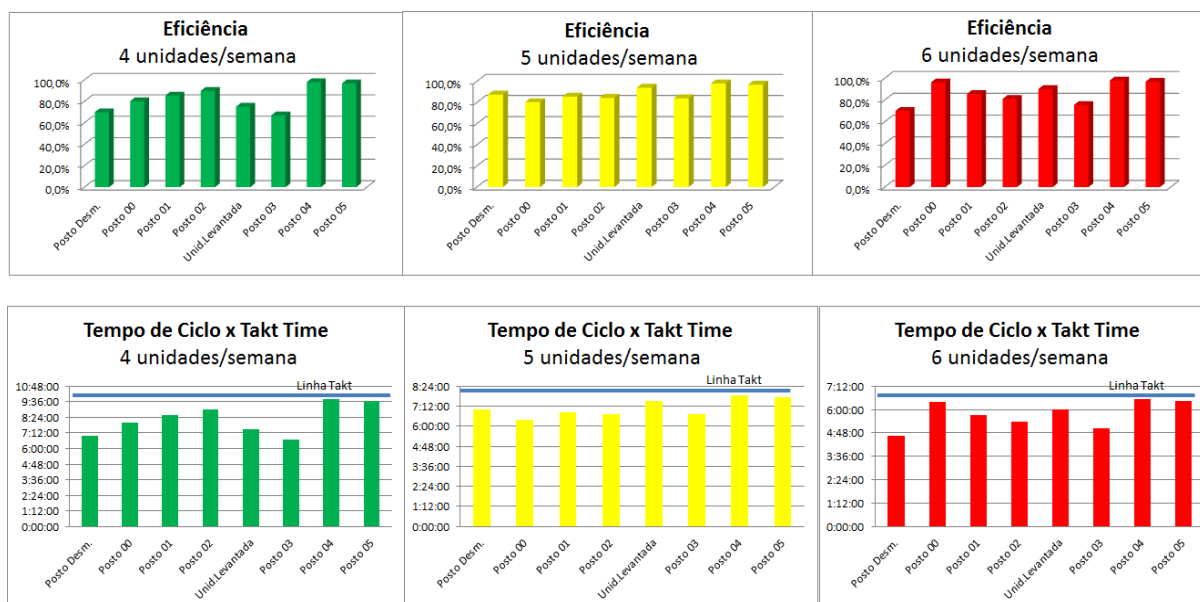 Eficiência
4 unidades/semana
100,0%
80,0%
60,0%
40,0%
20,0%
0,0%
Posto Desm.
Posto 00
Posto 01
Posto 02
Unid.Levantada
Posto 03
Posto 04
Posto 05
Eficiência
5 unidades/semana
100,0%
80,0%
60,0%
40,0%
20,0%
0,0%
Posto Desm.
Posto 00
Posto 01
Posto 02
Unid.Levantada
Posto 03
Posto 04
Posto 05
Eficiência
6 unidades/semana
100,0%
80,0%
60,0%
40,0%
20,0%
0,0%
Posto Desm.
Posto 00
Posto 01
Posto 02
Unid.Levantada
Posto 03
Posto 04
Posto 05
Tempo de Ciclo x Takt Time
4 unidades/semana
Linha Takt
10:48:00
9:36:00
8:24:00
7:12:00
6:00:00
4:48:00
3:36:00
2:24:00
1:12:00
0:00:00
Posto Desm.
Posto 00
Posto 01
Posto 02
Unid.Levantada
Posto 03
Posto 04
Posto 05
Tempo de Ciclo x Takt Time
5 unidades/semana
Linha Takt
8:24:00
7:12:00
6:00:00
4:48:00
3:36:00
2:24:00
1:12:00
0:00:00
Posto Desm.
Posto 00
Posto 01
Posto 02
Unid.Levantada
Posto 03
Posto 04
Posto 05
Tempo de Ciclo x Takt Time
6 unidades/semana
Linha Takt
7:12:00
6:00:00
4:48:00
3:36:00
2:24:00
1:12:00
0:00:00
Posto Desm.
Posto 00
Posto 01
Posto 02
Unid.Levantada
Posto 03
Posto 04
Posto 05